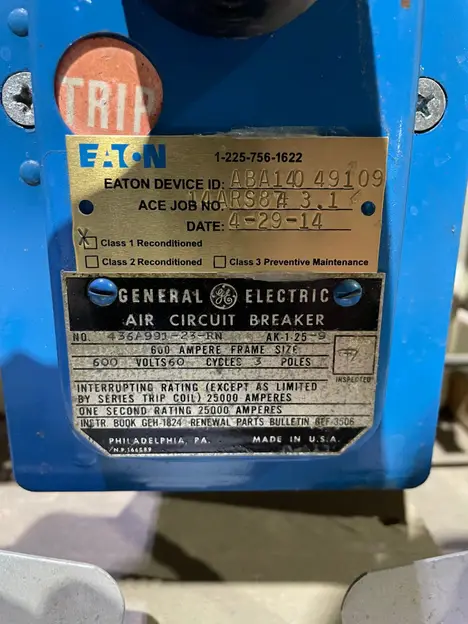 TRIP
EATON 1-225-756-1622
EATON DEVICE ID: ABA140 49109
ACE JOB NO. 14ARS874 3.1
DATE: 4-29-14
X Class 1 Reconditioned
Class 2 Reconditioned Class 3 Preventive Maintenance
GENERAL GE ELECTRIC
AIR CIRCUIT BREAKER
NO. 436A991-23-RN AK-1.25-9
600 AMPERE FRAME SIZE
600 VOLTS 60 CYCLES 3 POLES
INSPECTED
INTERRUPTING RATING (EXCEPT AS LIMITED
BY SERIES TRIP COIL) 25000 AMPERES
ONE SECOND RATING 25000 AMPERES
INSTR. BOOK GEH-1824 RENEWAL PARTS BULLETIN GEF-3506
PHILADELPHIA, PA. MADE IN U.S.A.
N.P. 146589